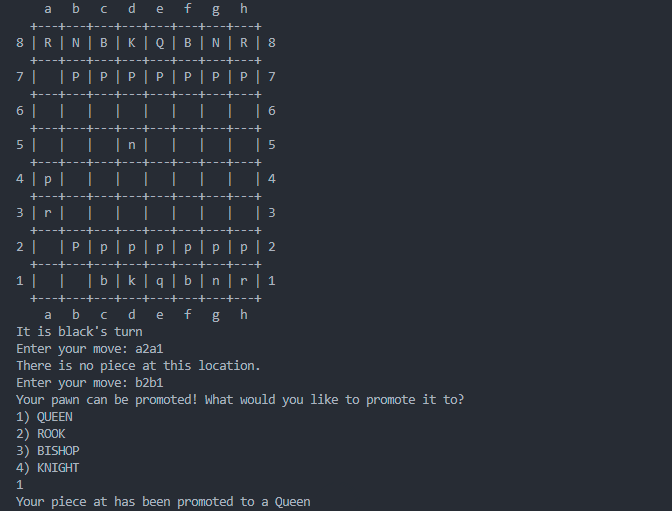 a b c d e f g h
+---+---+---+---+---+---+---+---+
8 | R | N | B | K | Q | B | N | R | 8
+---+---+---+---+---+---+---+---+
7 |   | P | P | P | P | P | P | P | 7
+---+---+---+---+---+---+---+---+
6 |   |   |   |   |   |   |   |   | 6
+---+---+---+---+---+---+---+---+
5 |   |   |   | n |   |   |   |   | 5
+---+---+---+---+---+---+---+---+
4 | p |   |   |   |   |   |   |   | 4
+---+---+---+---+---+---+---+---+
3 | r |   |   |   |   |   |   |   | 3
+---+---+---+---+---+---+---+---+
2 |   | P | p | p | p | p | p | p | 2
+---+---+---+---+---+---+---+---+
1 |   |   | b | k | q | b | n | r | 1
+---+---+---+---+---+---+---+---+
a b c d e f g h
It is black's turn
Enter your move: a2a1
There is no piece at this location.
Enter your move: b2b1
Your pawn can be promoted! What would you like to promote it to?
1) QUEEN
2) ROOK
3) BISHOP
4) KNIGHT
1
Your piece at has been promoted to a Queen